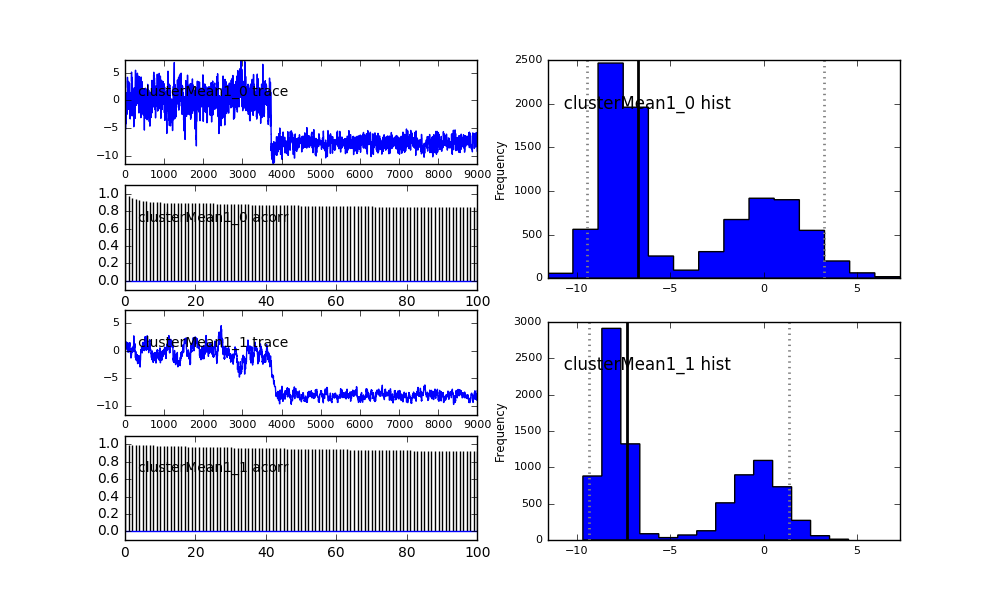 5
0
−5
−10
clusterMean1_0 trace
0 1000 2000 3000 4000 5000 6000 7000 8000 9000
1.0
0.8
0.6
0.4
0.2
0.0
clusterMean1_0 acorr
0 20 40 60 80 100
5
0
−5
−10
clusterMean1_1 trace
0 1000 2000 3000 4000 5000 6000 7000 8000 9000
1.0
0.8
0.6
0.4
0.2
0.0
clusterMean1_1 acorr
0 20 40 60 80 100
2500
2000
1500
1000
500
0
Frequency
clusterMean1_0 hist
−10 −5 0 5
3000
2500
2000
1500
1000
500
0
Frequency
clusterMean1_1 hist
−10 −5 0 5